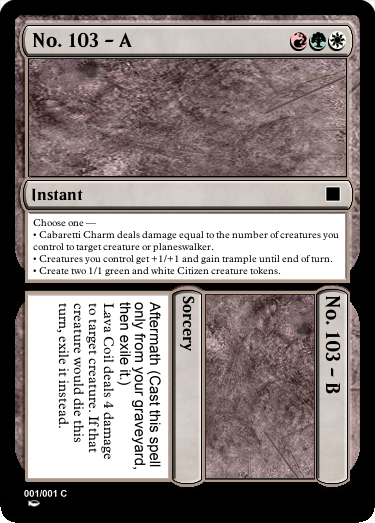 No. 103 – A
Instant
Choose one —
• Cabaretti Charm deals damage equal to the number of creatures you
control to target creature or planeswalker.
• Creatures you control get +1/+1 and gain trample until end of turn.
• Create two 1/1 green and white Citizen creature tokens.
No. 103 – B
Sorcery
Aftermath (Cast this spell
only from your graveyard,
then exile it.)
Lava Coil deals 4 damage
to target creature. If that
creature would die this
turn, exile it instead.
001/001 C